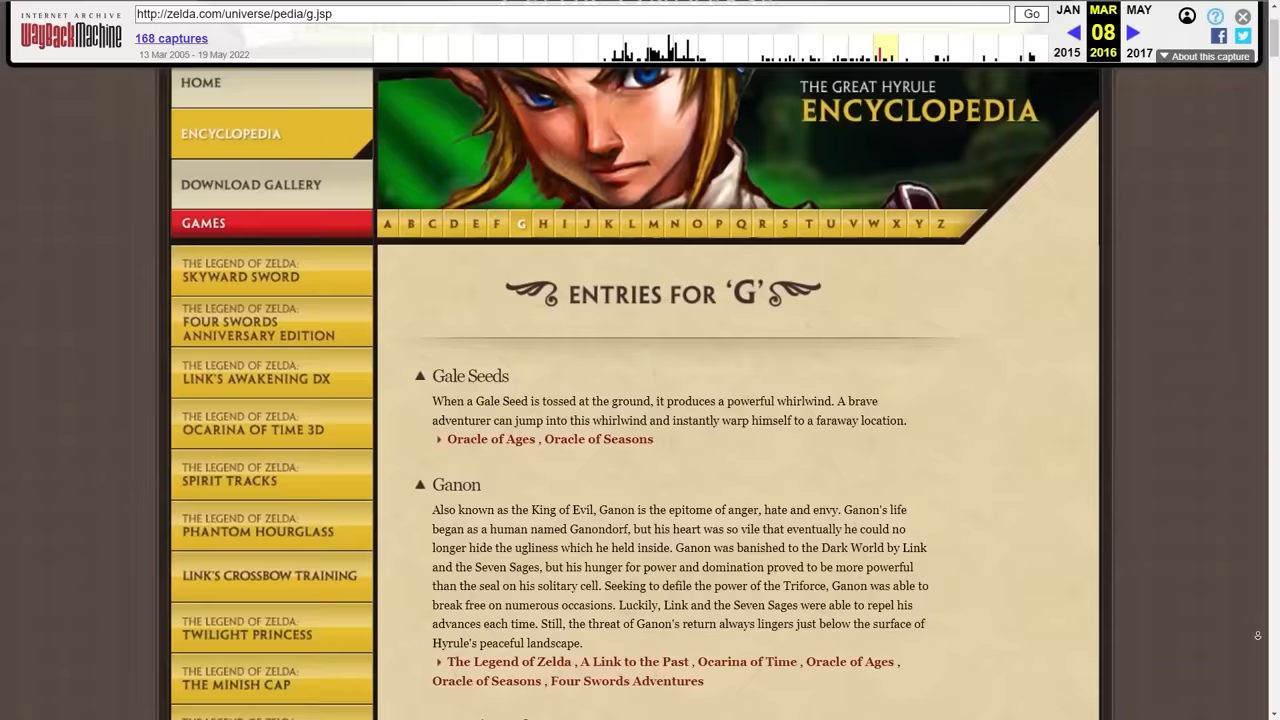 INTERNET ARCHIVE
WayBackMachine
http://zelda.com/universe/pedia/g.jsp
Go
168 captures
13 Mar 2005 - 19 May 2022
JAN MAR MAY
08
2015 2016 2017
About this capture
HOME
ENCYCLOPEDIA
DOWNLOAD GALLERY
GAMES
THE LEGEND OF ZELDA:
SKYWARD SWORD
THE LEGEND OF ZELDA:
FOUR SWORDS
ANNIVERSARY EDITION
THE LEGEND OF ZELDA:
LINK'S AWAKENING DX
THE LEGEND OF ZELDA:
OCARINA OF TIME 3D
THE LEGEND OF ZELDA:
SPIRIT TRACKS
THE LEGEND OF ZELDA:
PHANTOM HOURGLASS
LINK'S CROSSBOW TRAINING
THE LEGEND OF ZELDA:
TWILIGHT PRINCESS
THE LEGEND OF ZELDA:
THE MINISH CAP
THE GREAT HYRULE
ENCYCLOPEDIA
A B C D E F G H I J K L M N O P Q R S T U V W X Y Z
ENTRIES FOR 'G'
Gale Seeds
When a Gale Seed is tossed at the ground, it produces a powerful whirlwind. A brave
adventurer can jump into this whirlwind and instantly warp himself to a faraway location.
Oracle of Ages , Oracle of Seasons
Ganon
Also known as the King of Evil, Ganon is the epitome of anger, hate and envy. Ganon's life
began as a human named Ganondorf, but his heart was so vile that eventually he could no
longer hide the ugliness which he held inside. Ganon was banished to the Dark World by Link
and the Seven Sages, but his hunger for power and domination proved to be more powerful
than the seal on his solitary cell. Seeking to defile the power of the Triforce, Ganon was able to
break free on numerous occasions. Luckily, Link and the Seven Sages were able to repel his
advances each time. Still, the threat of Ganon's return always lingers just below the surface of
Hyrule's peaceful landscape.
The Legend of Zelda , A Link to the Past , Ocarina of Time , Oracle of Ages ,
Oracle of Seasons , Four Swords Adventures